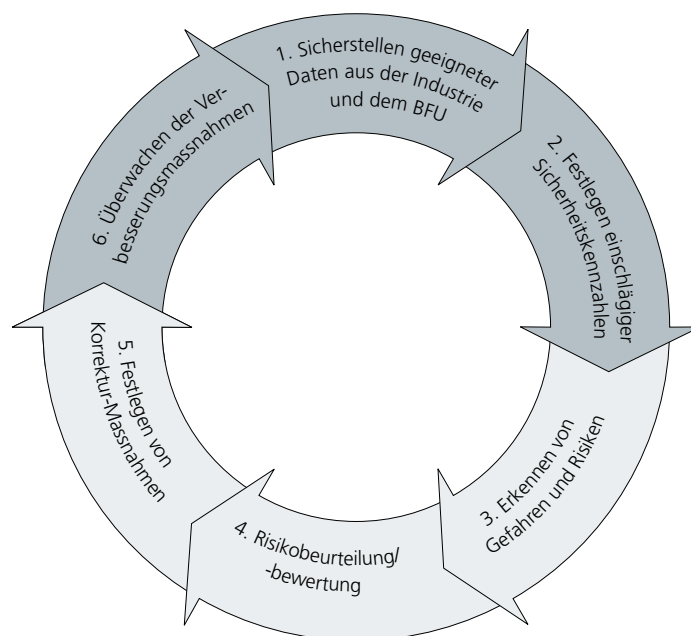 1. Sicherstellen geeigneter
Daten aus der Industrie
und dem BFU
2. Festlegen einschlägiger
Sicherheitskennzahlen
3. Erkennen von
Gefahren und Risiken
4. Risikobeurteilung/
-bewertung
5. Festlegen von
Korrektur-Massnahmen
6. Überwachen der Ver-
besserungsmassnahmen